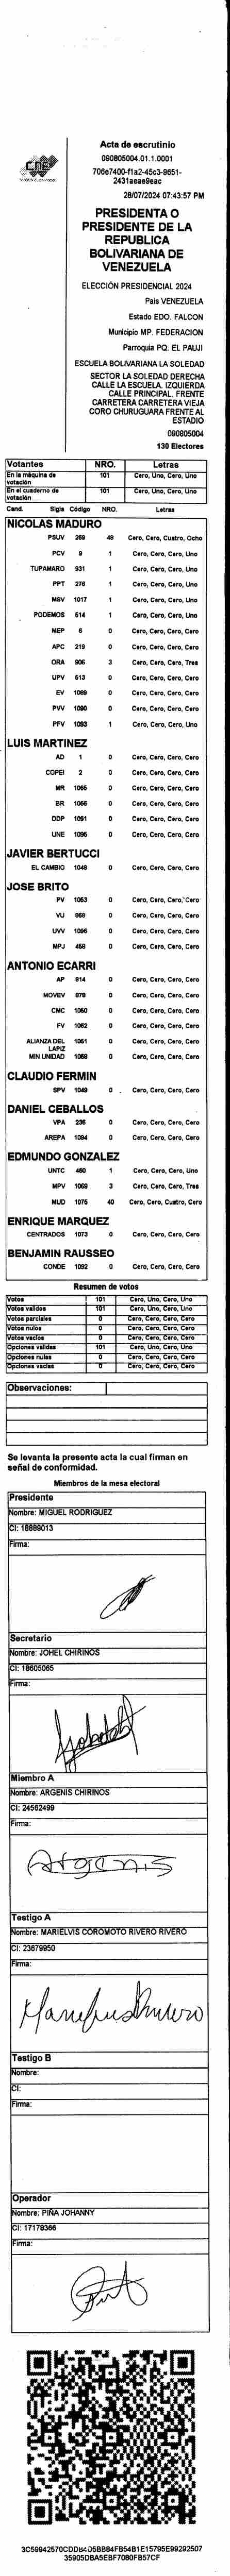 Acta de escrutinio
090805004.01.1.0001
706e7400-f1a2-45c3-9651-
2431aeae9eac
28/07/2024 07:43:57 PM
PRESIDENTA O
PRESIDENTE DE LA
REPUBLICA
BOLIVARIANA DE
VENEZUELA
CNE
ELECCIÓN PRESIDENCIAL 2024
Pais VENEZUELA
Estado EDO. FALCON
Municipio MP. FEDERACION
Parroquia PQ. EL PAUJI
ESCUELA BOLIVARIANA LA SOLEDAD
SECTOR LA SOLEDAD DERECHA
CALLE LA ESCUELA. IZQUIERDA
CALLE PRINCIPAL. FRENTE
CARRETERA CARRETERA VIEJA
CORO CHURUGUARA FRENTE AL
ESTADIO
090805004
130 Electores
Votantes NRO. Letras
En la máquina de votación 101 Cero, Uno, Cero, Uno
En el cuaderno de votación 101 Cero, Uno, Cero, Uno
Cand. Sigla Código NRO. Letras
NICOLAS MADURO
PSUV 269 48 Cero, Cero, Cuatro, Ocho
PCV 9 1 Cero, Cero, Cero, Uno
TUPAMARO 931 1 Cero, Cero, Cero, Uno
PPT 276 1 Cero, Cero, Cero, Uno
MSV 1017 1 Cero, Cero, Cero, Uno
PODEMOS 514 1 Cero, Cero, Cero, Uno
MEP 6 0 Cero, Cero, Cero, Cero
APC 219 0 Cero, Cero, Cero, Cero
ORA 906 3 Cero, Cero, Cero, Tres
UPV 513 0 Cero, Cero, Cero, Cero
EV 1089 0 Cero, Cero, Cero, Cero
PVV 1090 0 Cero, Cero, Cero, Cero
PFV 1093 1 Cero, Cero, Cero, Uno
LUIS MARTINEZ
AD 1 0 Cero, Cero, Cero, Cero
COPEI 2 0 Cero, Cero, Cero, Cero
MR 1065 0 Cero, Cero, Cero, Cero
BR 1066 0 Cero, Cero, Cero, Cero
DDP 1091 0 Cero, Cero, Cero, Cero
UNE 1095 0 Cero, Cero, Cero, Cero
JAVIER BERTUCCI
EL CAMBIO 1048 0 Cero, Cero, Cero, Cero
JOSE BRITO
PV 1053 0 Cero, Cero, Cero, Cero
VU 868 0 Cero, Cero, Cero, Cero
UVV 1096 0 Cero, Cero, Cero, Cero
MPJ 458 0 Cero, Cero, Cero, Cero
ANTONIO ECARRI
AP 914 0 Cero, Cero, Cero, Cero
MOVEV 978 0 Cero, Cero, Cero, Cero
CMC 1050 0 Cero, Cero, Cero, Cero
FV 1062 0 Cero, Cero, Cero, Cero
ALIANZA DEL LAPIZ 1051 0 Cero, Cero, Cero, Cero
MIN UNIDAD 1088 0 Cero, Cero, Cero, Cero
CLAUDIO FERMIN
SPV 1049 0 Cero, Cero, Cero, Cero
DANIEL CEBALLOS
VPA 236 0 Cero, Cero, Cero, Cero
AREPA 1094 0 Cero, Cero, Cero, Cero
EDMUNDO GONZALEZ
UNTC 460 1 Cero, Cero, Cero, Uno
MPV 1069 3 Cero, Cero, Cero, Tres
MUD 1075 40 Cero, Cero, Cuatro, Cero
ENRIQUE MARQUEZ
CENTRADOS 1073 0 Cero, Cero, Cero, Cero
BENJAMIN RAUSSEO
CONDE 1092 0 Cero, Cero, Cero, Cero
Resumen de votos
Votos 101 Cero, Uno, Cero, Uno
Votos validos 101 Cero, Uno, Cero, Uno
Votos parciales 0 Cero, Cero, Cero, Cero
Votos nulos 0 Cero, Cero, Cero, Cero
Votos vacios 0 Cero, Cero, Cero, Cero
Opciones validas 101 Cero, Uno, Cero, Uno
Opciones nulas 0 Cero, Cero, Cero, Cero
Opciones vacias 0 Cero, Cero, Cero, Cero
Observaciones:
Se levanta la presente acta la cual firman en
señal de conformidad.
Miembros de la mesa electoral
Presidente
Nombre: MIGUEL RODRIGUEZ
CI: 18889013
Firma:
Secretario
Nombre: JOHEL CHIRINOS
CI: 18605065
Firma:
Miembro A
Nombre: ARGENIS CHIRINOS
CI: 24562499
Firma:
Argenis
Testigo A
Nombre: MARIELVIS COROMOTO RIVERO RIVERO
CI: 23679950
Firma:
Testigo B
Nombre:
CI:
Firma:
Operador
Nombre: PIÑA JOHANNY
CI: 17178366
Firma:
35905DBA5EBF7080FB57CF